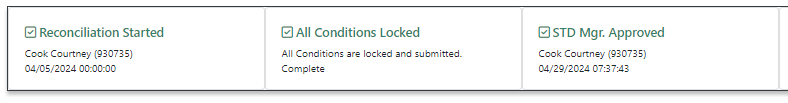 Reconciliation Started
Cook Courtney (930735)
04/05/2024 00:00:00
All Conditions Locked
All Conditions are locked and submitted.
Complete
STD Mgr. Approved
Cook Courtney (930735)
04/29/2024 07:37:43